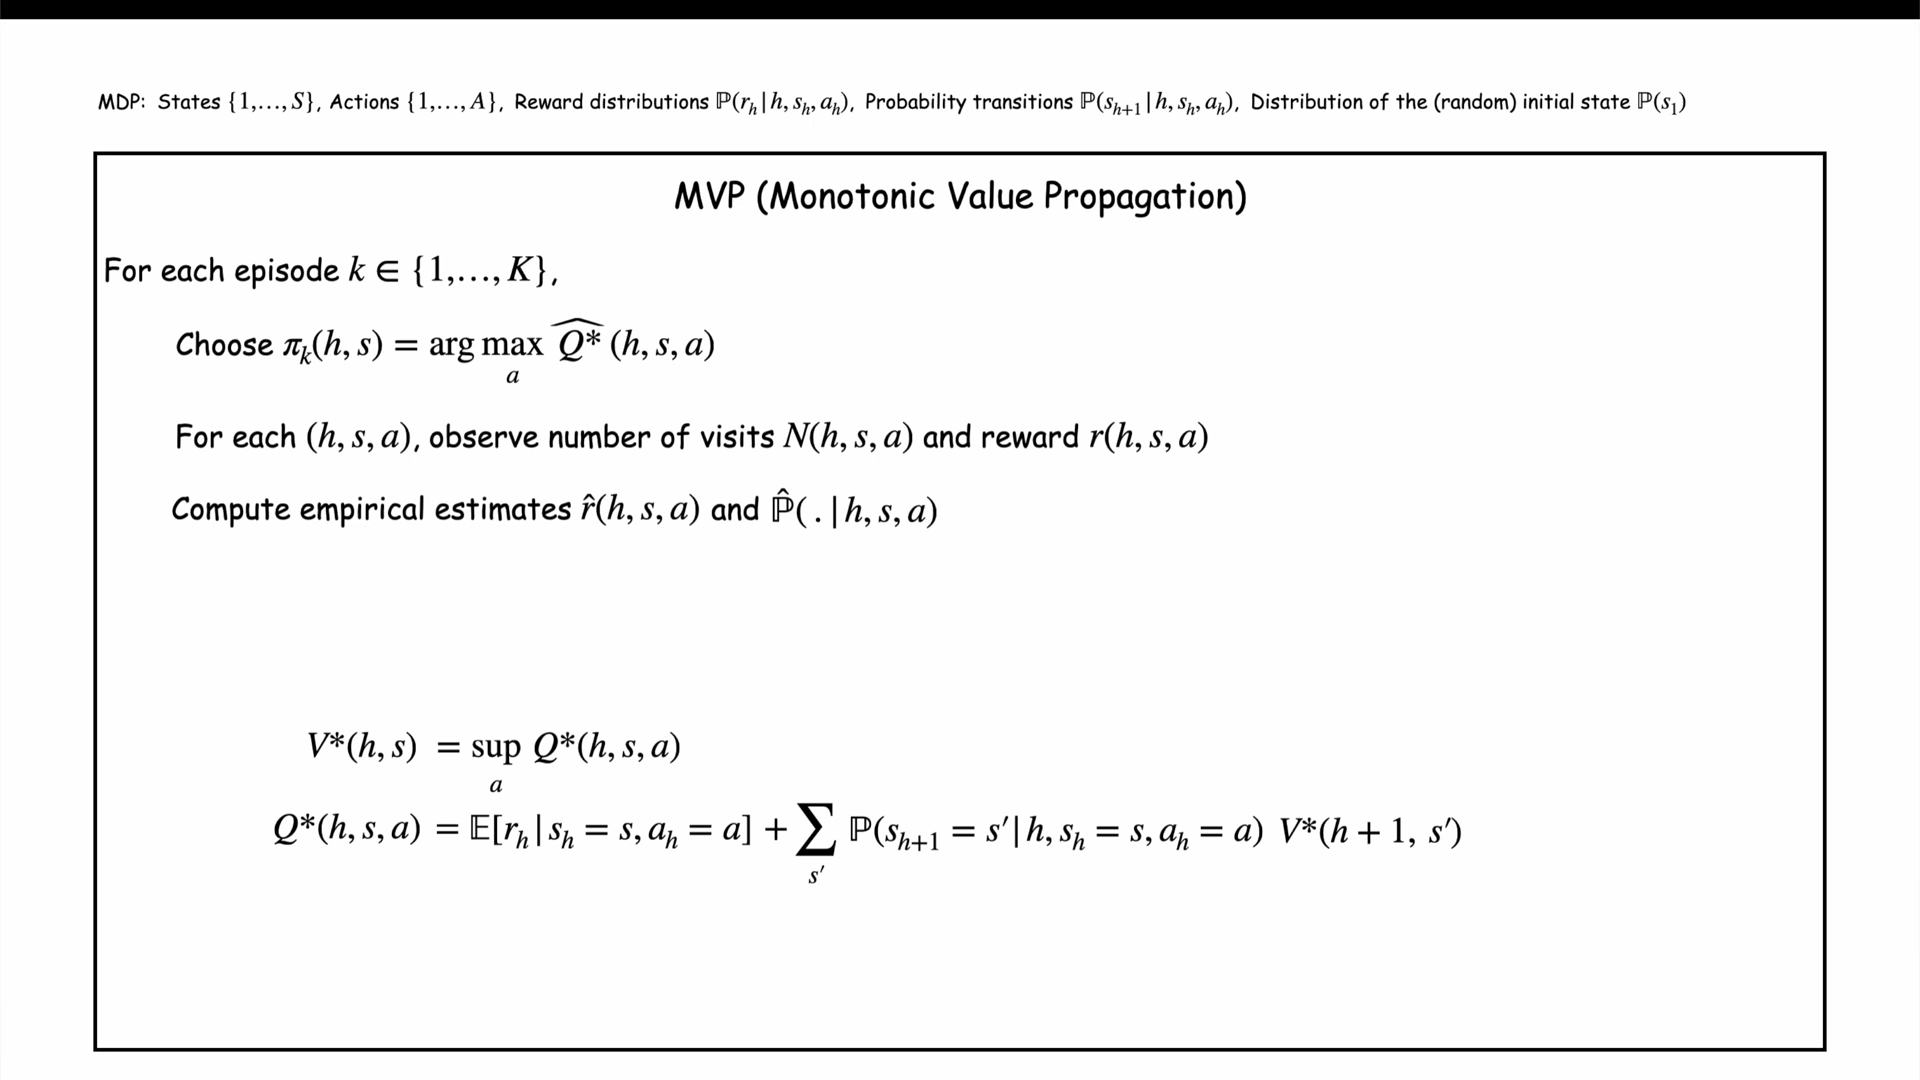 MDP: States {1,…, S}, Actions {1,…, A}, Reward distributions ℙ(r_h | h, s_h, a_h), Probability transitions ℙ(s_{h+1} | h, s_h, a_h), Distribution of the (random) initial state ℙ(s_1)
MVP (Monotonic Value Propagation)
For each episode k ∈ {1,…, K},
Choose π_k(h, s) = arg max_a \widehat{Q*} (h, s, a)
For each (h, s, a), observe number of visits N(h, s, a) and reward r(h, s, a)
Compute empirical estimates r̂(h, s, a) and ℙ̂( . | h, s, a)
V*(h, s) = sup_a Q*(h, s, a)
Q*(h, s, a) = 𝔼[r_h | s_h = s, a_h = a] + ∑_{s′} ℙ(s_{h+1} = s′ | h, s_h = s, a_h = a) V*(h + 1, s′)